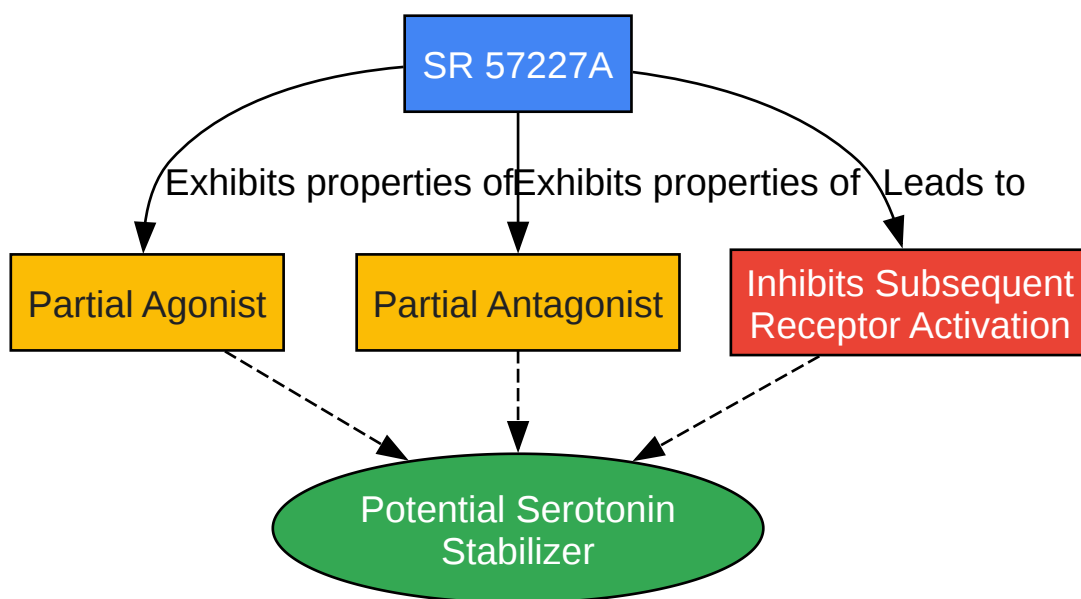 SR 57227A
Exhibits properties of
Exhibits properties of
Leads to
Partial Agonist
Partial Antagonist
Inhibits Subsequent
Receptor Activation
Potential Serotonin
Stabilizer